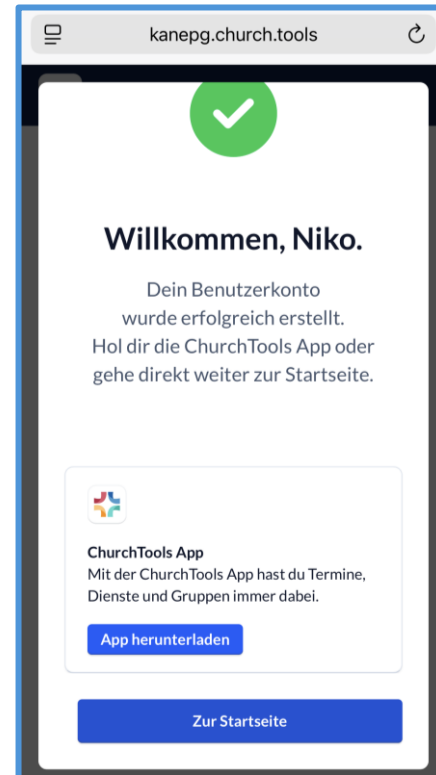 kanepg.church.tools
Willkommen, Niko.
Dein Benutzerkonto
wurde erfolgreich erstellt.
Hol dir die ChurchTools App oder
gehe direkt weiter zur Startseite.
ChurchTools App
Mit der ChurchTools App hast du Termine,
Dienste und Gruppen immer dabei.
App herunterladen
Zur Startseite